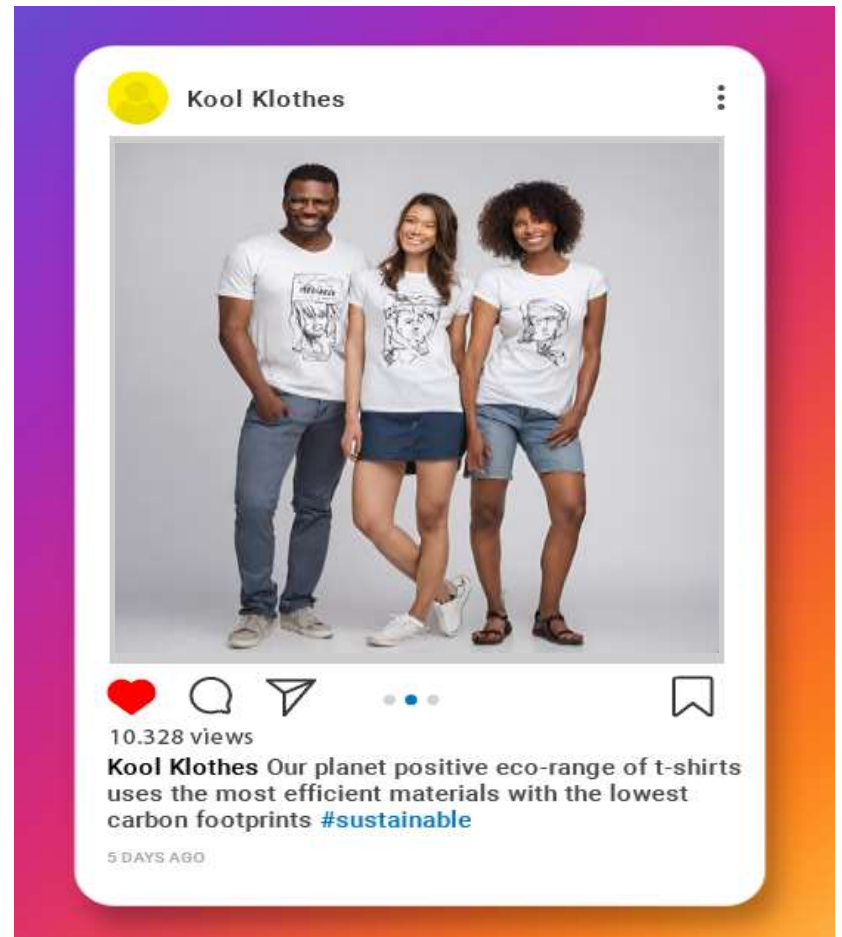 Kool Klothes
10.328 views
Kool Klothes Our planet positive eco-range of t-shirts
uses the most efficient materials with the lowest
carbon footprints #sustainable
5 DAYS AGO